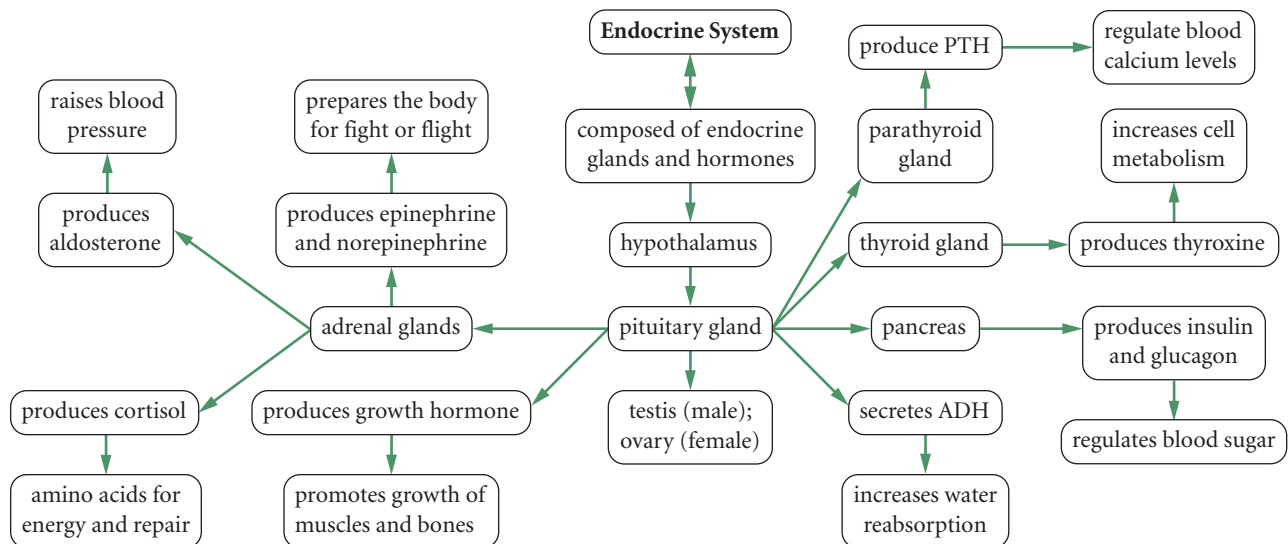 Endocrine System
produce PTH
regulate blood
calcium levels
raises blood
pressure
prepares the body
for fight or flight
composed of endocrine
glands and hormones
parathyroid
gland
increases cell
metabolism
produces
aldosterone
produces epinephrine
and norepinephrine
hypothalamus
thyroid gland
produces thyroxine
adrenal glands
pituitary gland
pancreas
produces insulin
and glucagon
produces cortisol
produces growth hormone
testis (male);
ovary (female)
secretes ADH
regulates blood sugar
amino acids for
energy and repair
promotes growth of
muscles and bones
increases water
reabsorption